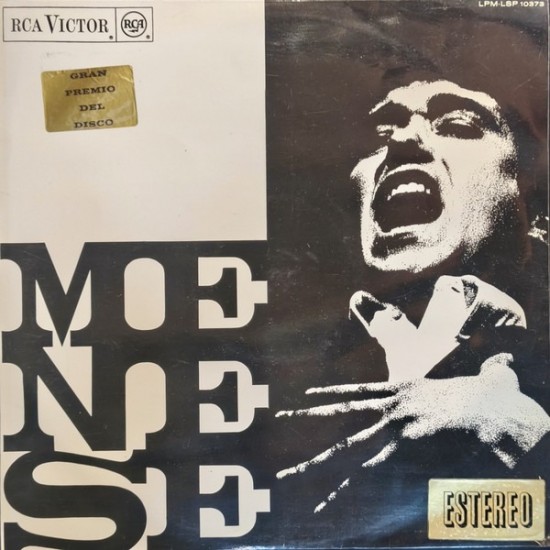 RCA VICTOR
RCA
LPM-LSP 10373
GRAN
PREMIO
DEL
DISCO
ME
NE
SE
ESTEREO